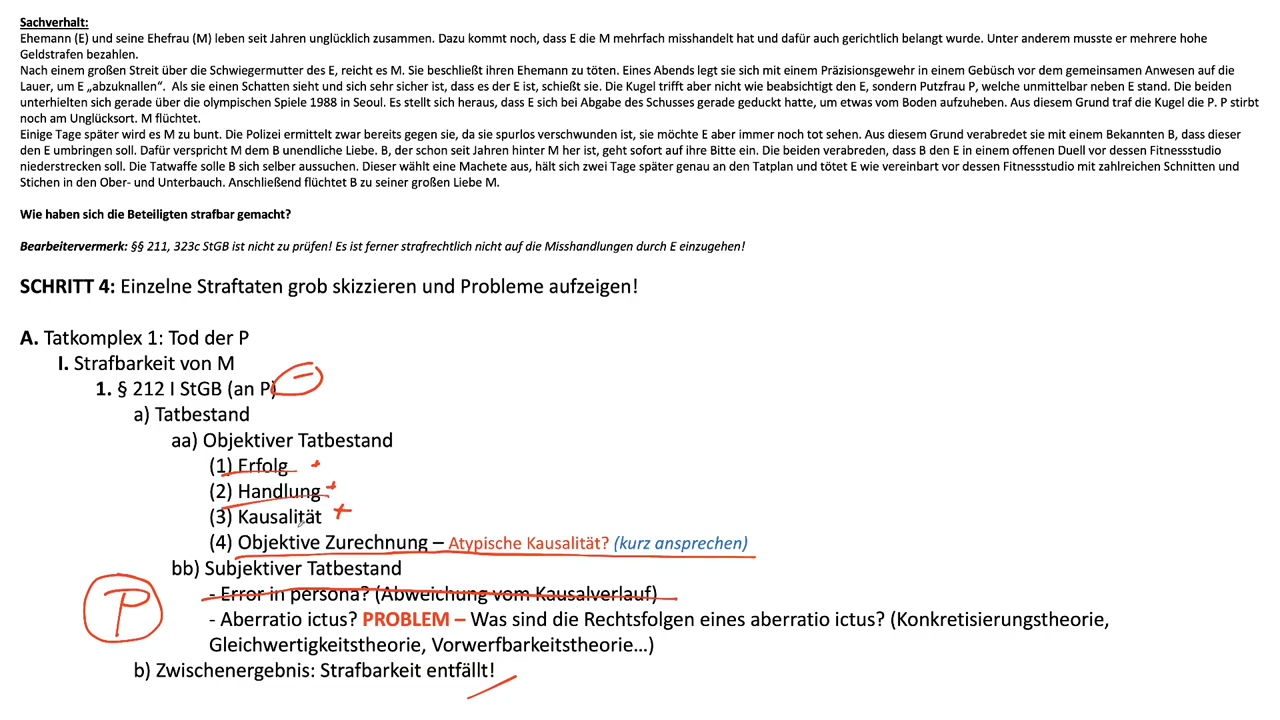 Sachverhalt:
Ehemann (E) und seine Ehefrau (M) leben seit Jahren unglücklich zusammen. Dazu kommt noch, dass E die M mehrfach misshandelt hat und dafür auch gerichtlich belangt wurde. Unter anderem musste er mehrere hohe
Geldstrafen bezahlen.
Nach einem großen Streit über die Schwiegermutter des E, reicht es M. Sie beschließt ihren Ehemann zu töten. Eines Abends legt sie sich mit einem Präzisionsgewehr in einem Gebüsch vor dem gemeinsamen Anwesen auf die
Lauer, um E „abzuknallen“. Als sie einen Schatten sieht und sich sehr sicher ist, dass es der E ist, schießt sie. Die Kugel trifft aber nicht wie beabsichtigt den E, sondern Putzfrau P, welche unmittelbar neben E stand. Die beiden
unterhielten sich gerade über die olympischen Spiele 1988 in Seoul. Es stellt sich heraus, dass E sich bei Abgabe des Schusses gerade geduckt hatte, um etwas vom Boden aufzuheben. Aus diesem Grund traf die Kugel die P. P stirbt
noch am Unglücksort. M flüchtet.
Einige Tage später wird es M zu bunt. Die Polizei ermittelt zwar bereits gegen sie, da sie spurlos verschwunden ist, sie möchte E aber immer noch tot sehen. Aus diesem Grund verabredet sie mit einem Bekannten B, dass dieser
den E umbringen soll. Dafür verspricht M dem B unendliche Liebe. B, der schon seit Jahren hinter M her ist, geht sofort auf ihre Bitte ein. Die beiden verabreden, dass B den E in einem offenen Duell vor dessen Fitnessstudio
niederstrecken soll. Die Tatwaffe solle B sich selber aussuchen. Dieser wählt eine Machete aus, hält sich zwei Tage später genau an den Tatplan und tötet E wie vereinbart vor dessen Fitnessstudio mit zahlreichen Schnitten und
Stichen in den Ober- und Unterbauch. Anschließend flüchtet B zu seiner großen Liebe M.
Wie haben sich die Beteiligten strafbar gemacht?
Bearbeitervermerk: §§ 211, 323c StGB ist nicht zu prüfen! Es ist ferner strafrechtlich nicht auf die Misshandlungen durch E einzugehen!
SCHRITT 4: Einzelne Straftaten grob skizzieren und Probleme aufzeigen!
A. Tatkomplex 1: Tod der P
I. Strafbarkeit von M
1. § 212 I StGB (an P) −
a) Tatbestand
aa) Objektiver Tatbestand
(1) Erfolg +
(2) Handlung +
(3) Kausalität +
(4) Objektive Zurechnung – Atypische Kausalität? (kurz ansprechen)
bb) Subjektiver Tatbestand
- Error in persona? (Abweichung vom Kausalverlauf)
P
- Aberratio ictus? PROBLEM – Was sind die Rechtsfolgen eines aberratio ictus? (Konkretisierungstheorie,
Gleichwertigkeitstheorie, Vorwerfbarkeitstheorie…)
b) Zwischenergebnis: Strafbarkeit entfällt!